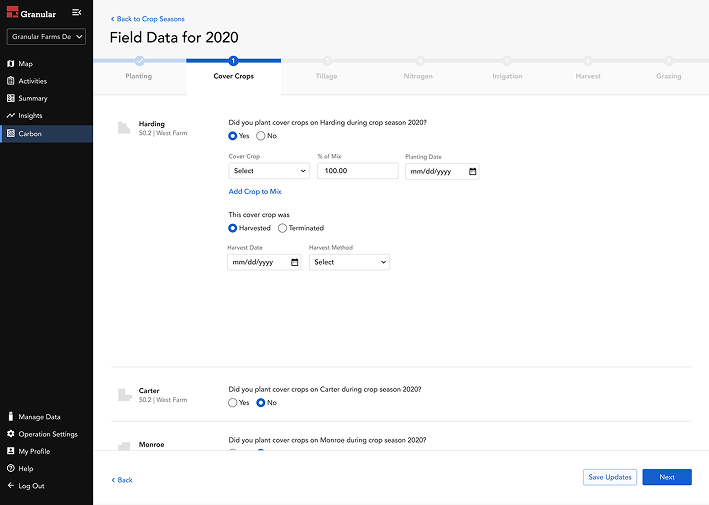 Granular
Granular Farms De
Map
Activities
Summary
Insights
Carbon
Manage Data
Operation Settings
My Profile
Help
Log Out
Back to Crop Seasons
Field Data for 2020
1
Planting
Cover Crops
Tillage
Nitrogen
Irrigation
Harvest
Grazing
Harding
50.2 | West Farm
Did you plant cover crops on Harding during crop season 2020?
Yes No
Cover Crop % of Mix Planting Date
Select 100.00 mm/dd/yyyy
Add Crop to Mix
This cover crop was
Harvested Terminated
Harvest Date Harvest Method
mm/dd/yyyy Select
Carter
50.2 | West Farm
Did you plant cover crops on Carter during crop season 2020?
Yes No
Monroe
Did you plant cover crops on Monroe during crop season 2020?
Back
Save Updates
Next